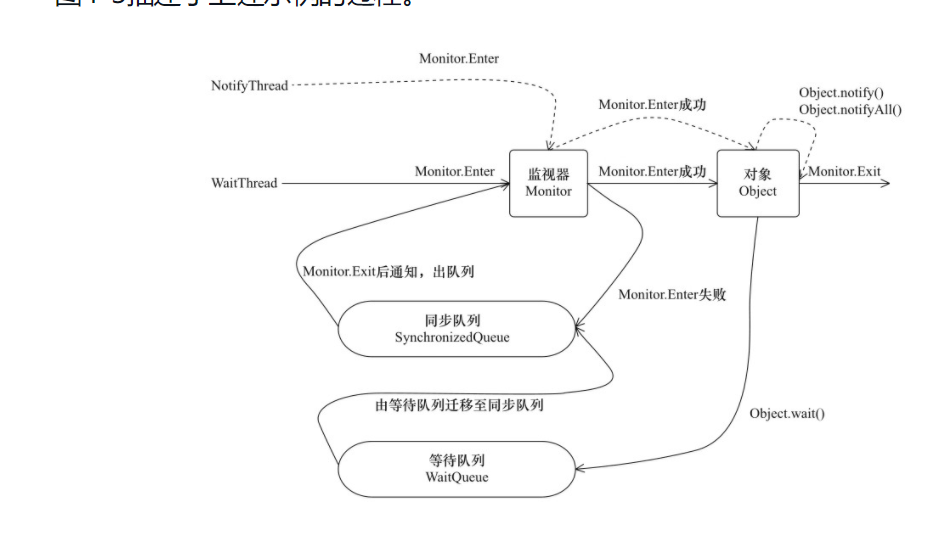 Monitor.Enter
NotifyThread
Object.notify()
Object.notifyAll()
Monitor.Enter成功
WaitThread
Monitor.Enter
监视器
Monitor
Monitor.Enter成功
对象
Object
Monitor.Exit
Monitor.Exit后通知，出队列
Monitor.Enter失败
同步队列
SynchronizedQueue
由等待队列迁移至同步队列
Object.wait()
等待队列
WaitQueue